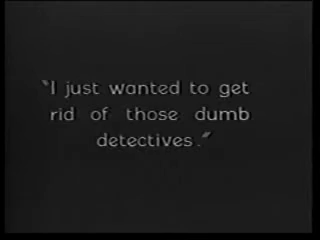 "I just wanted to get
rid of those dumb
detectives."